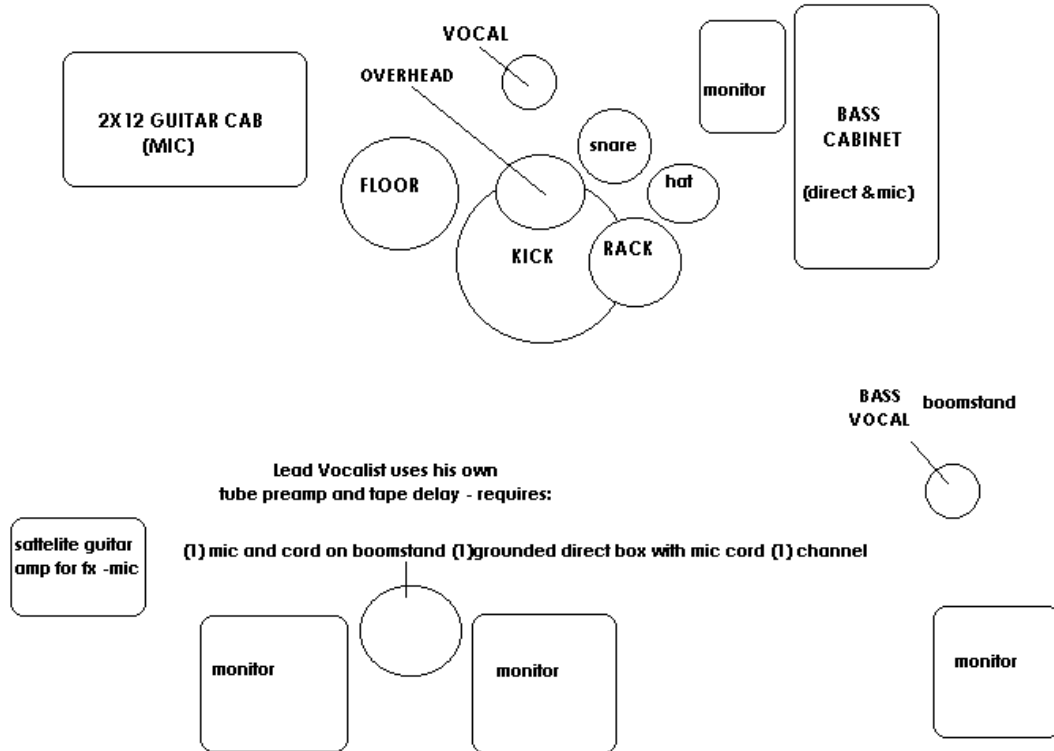 VOCAL
OVERHEAD
2X12 GUITAR CAB
(MIC)
monitor
BASS
CABINET
(direct &mic)
snare
FLOOR
hat
KICK
RACK
BASS
VOCAL
boomstand
Lead Vocalist uses his own
tube preamp and tape delay - requires:
sattelite guitar
amp for fx -mic
(1) mic and cord on boomstand (1)grounded direct box with mic cord (1) channel
monitor
monitor
monitor